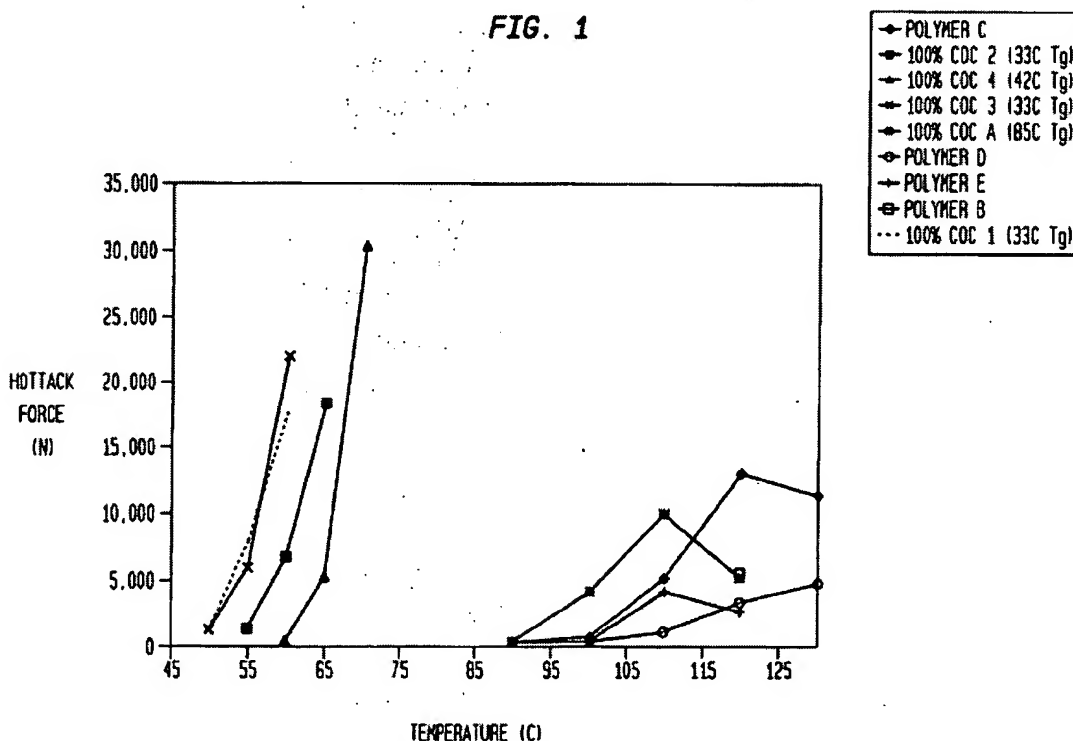 FIG. 1
POLYMER C
100% COC 2 (33C Tg)
100% COC 4 (42C Tg)
100% COC 3 (33C Tg)
100% COC A (85C Tg)
POLYMER D
POLYMER E
POLYMER B
100% COC 1 (33C Tg)
35,000
30,000
25,000
20,000
15,000
10,000
5,000
0
HOTTACK
FORCE
(N)
45 55 65 75 85 95 105 115 125
TEMPERATURE (C)